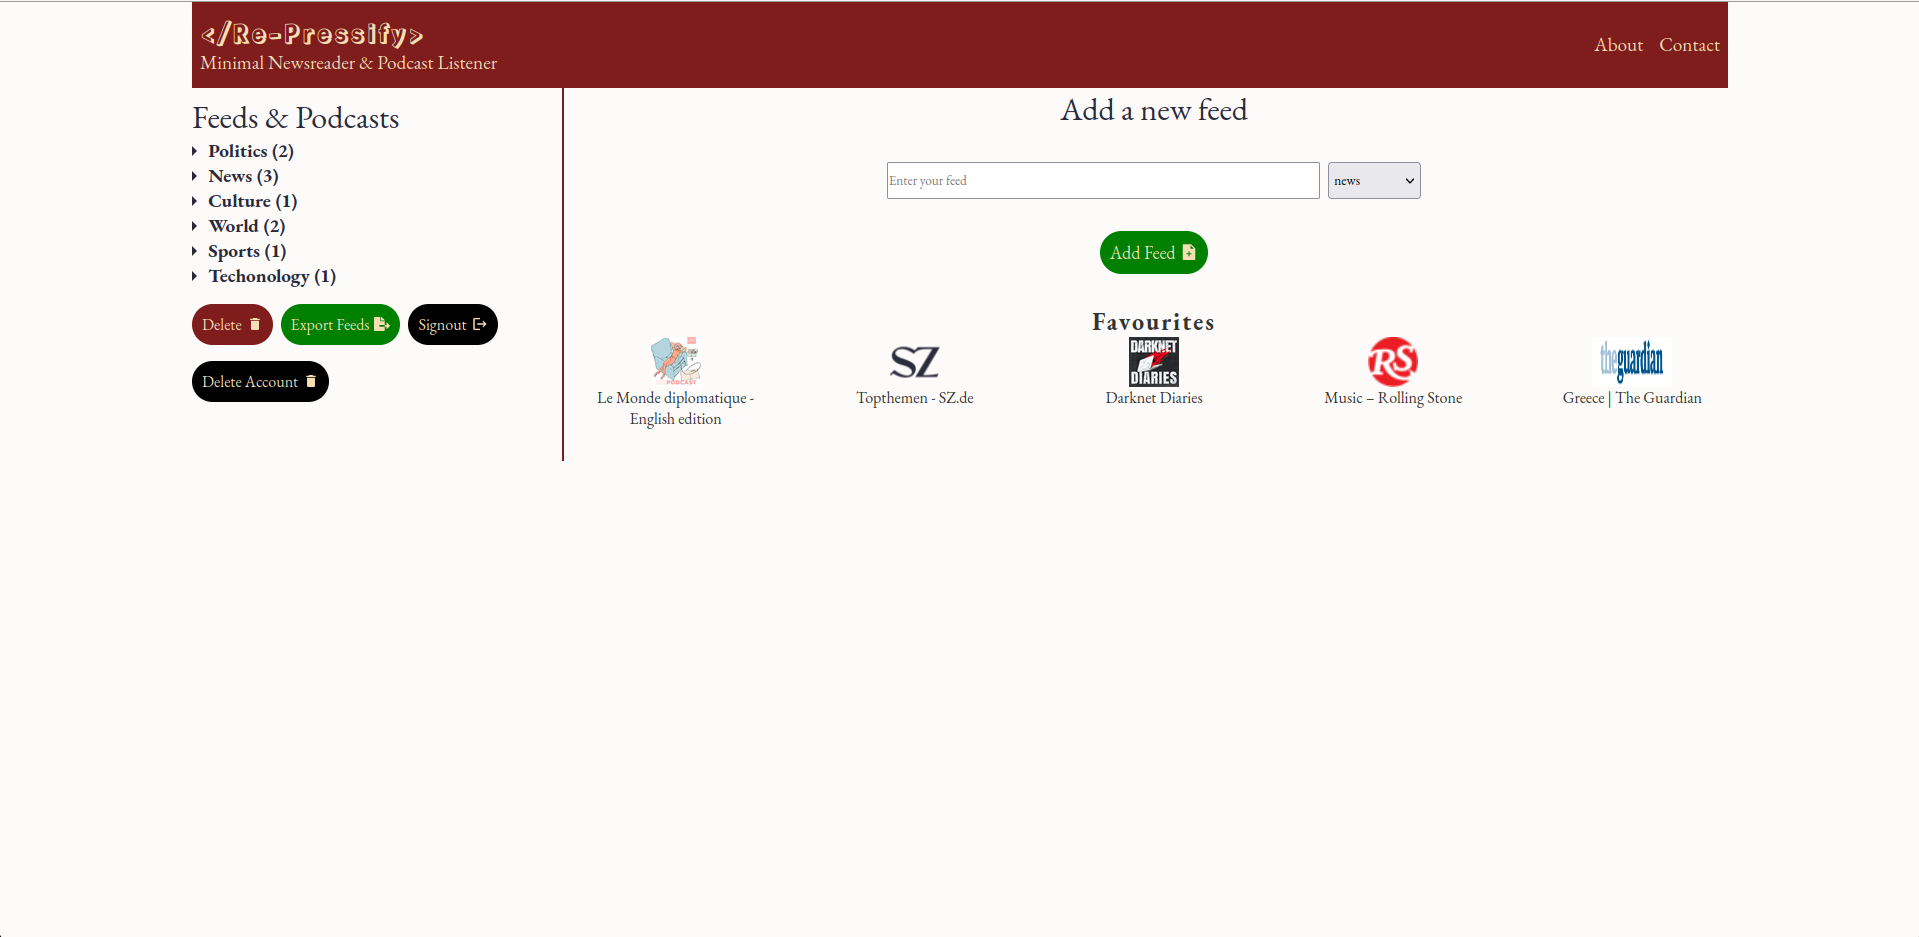 </Re-Pressify>
Minimal Newsreader & Podcast Listener
About Contact
Feeds & Podcasts
Politics (2)
News (3)
Culture (1)
World (2)
Sports (1)
Techonology (1)
Delete
Export Feeds
Signout
Delete Account
Add a new feed
Enter your feed
news
Add Feed
Favourites
PODCAST
Le Monde diplomatique -
English edition
SZ
Topthemen - SZ.de
DARKNET
DIARIES
Darknet Diaries
RS
Music – Rolling Stone
theguardian
Greece | The Guardian